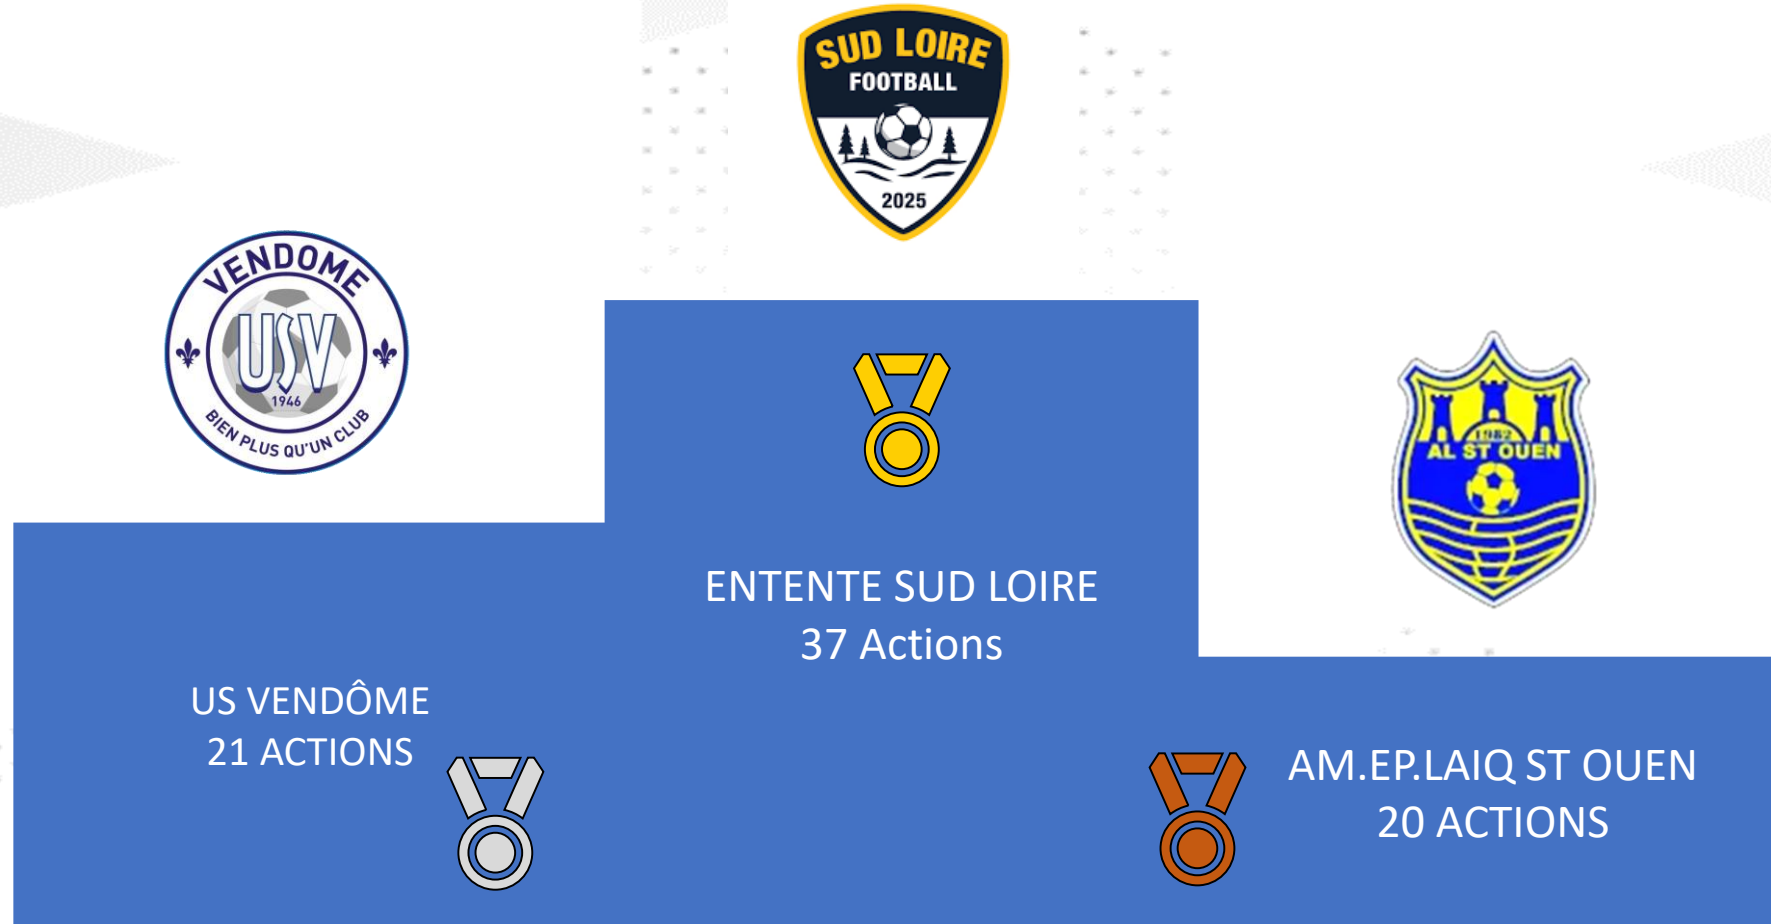 SUD LOIRE
FOOTBALL
2025
VENDOME
USV
1946
BIEN PLUS QU'UN CLUB
1982
AL ST OUEN
ENTENTE SUD LOIRE
37 Actions
US VENDÔME
21 ACTIONS
AM.EP.LAIQ ST OUEN
20 ACTIONS